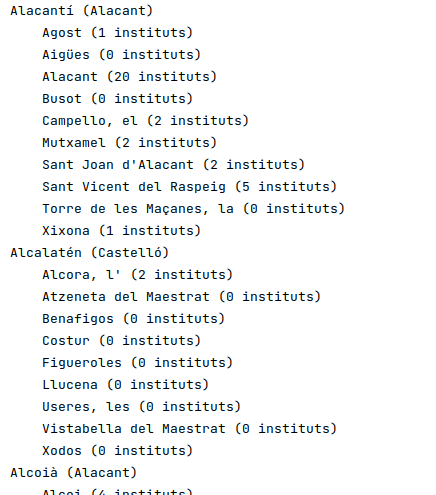 Alacantí (Alacant)
Agost (1 instituts)
Aigües (0 instituts)
Alacant (20 instituts)
Busot (0 instituts)
Campello, el (2 instituts)
Mutxamel (2 instituts)
Sant Joan d'Alacant (2 instituts)
Sant Vicent del Raspeig (5 instituts)
Torre de les Maçanes, la (0 instituts)
Xixona (1 instituts)
Alcalatén (Castelló)
Alcora, l' (2 instituts)
Atzeneta del Maestrat (0 instituts)
Benafigos (0 instituts)
Costur (0 instituts)
Figueroles (0 instituts)
Llucena (0 instituts)
Useres, les (0 instituts)
Vistabella del Maestrat (0 instituts)
Xodos (0 instituts)
Alcoià (Alacant)
Alcoi (4 instituts)